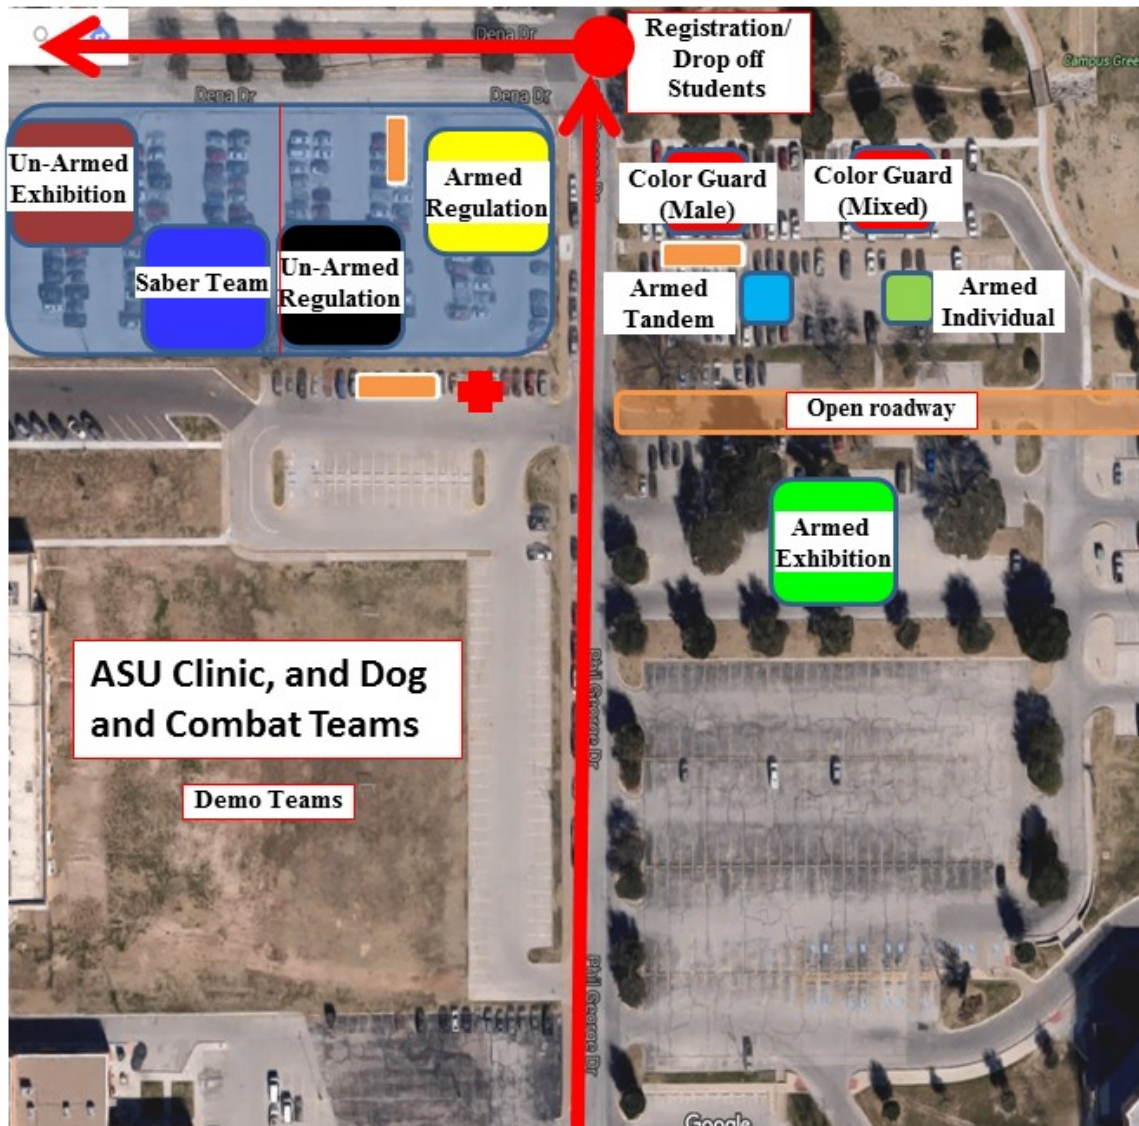 Dena Dr
Registration/
Drop off
Students
Campus Gree
Dena Dr
Dena Dr
Un-Armed
Exhibition
Armed
Regulation
Color Guard
(Male)
Color Guard
(Mixed)
Saber Team
Un-Armed
Regulation
Armed
Tandem
Armed
Individual
Open roadway
Armed
Exhibition
ASU Clinic, and Dog
and Combat Teams
Demo Teams
Phil George Dr
Phil George Dr
Google